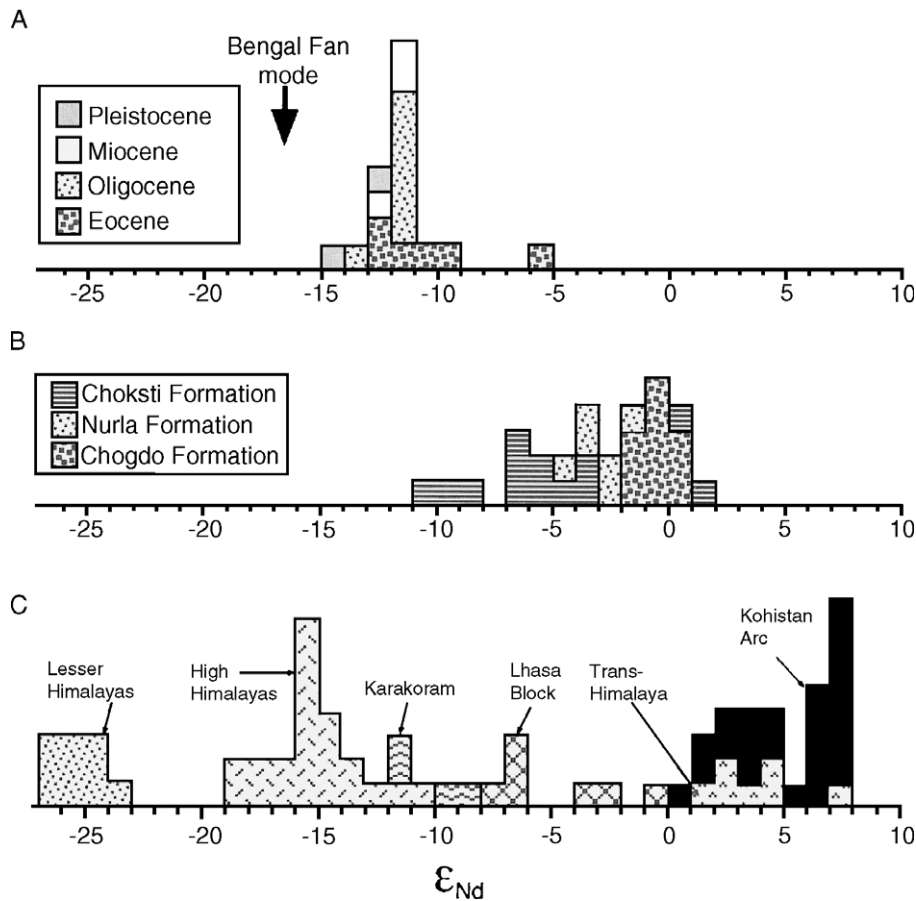 A
Bengal Fan
mode
Pleistocene
Miocene
Oligocene
Eocene
-25 -20 -15 -10 -5 0 5 10
B
Choksti Formation
Nurla Formation
Chogdo Formation
-25 -20 -15 -10 -5 0 5 10
C
Lesser
Himalayas
High
Himalayas
Karakoram
Lhasa
Block
Trans-
Himalaya
Kohistan
Arc
-25 -20 -15 -10 -5 0 5 10
εNd